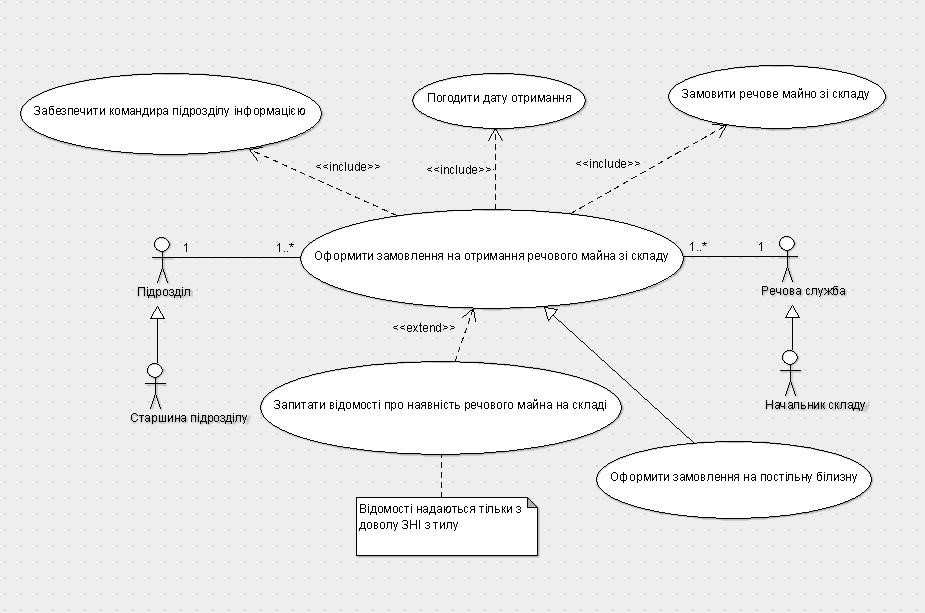 Забезпечити командира підрозділу інформацією
Погодити дату отримання
Замовити речове майно зі складу
<<include>>
<<include>>
<<include>>
1
1..*
Оформити замовлення на отримання речового майна зі складу
1..*
1
Підрозділ
Речова служба
<<extend>>
Старшина підрозділу
Запитати відомості про наявність речового майна на складі
Начальник складу
Оформити замовлення на постільну білизну
Відомості надаються тільки з
доволу ЗНІ з тилу